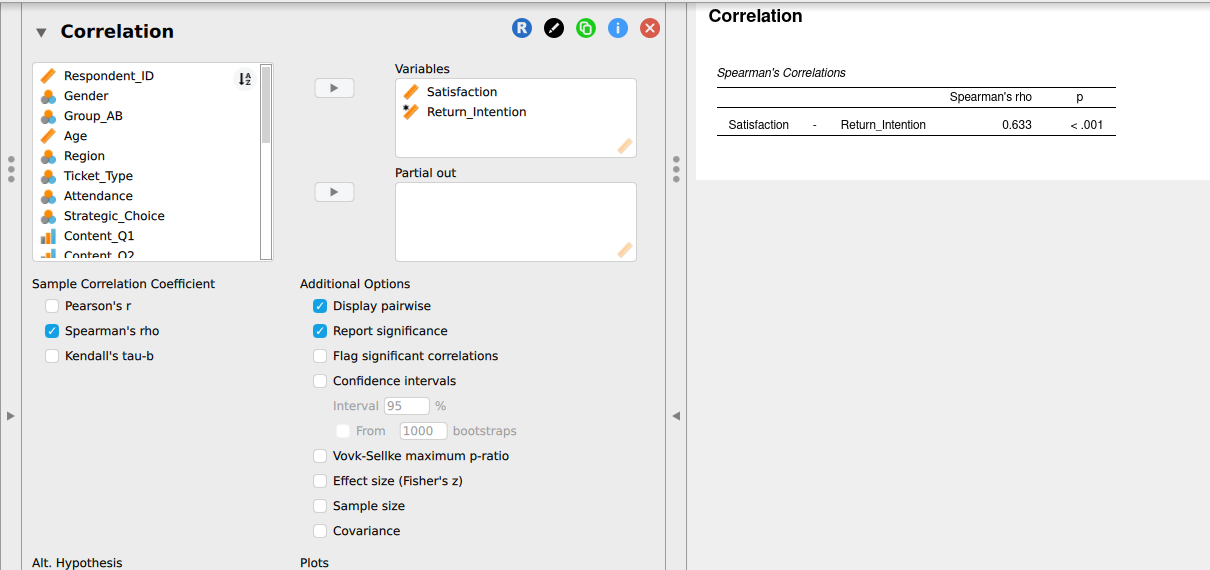 Correlation
Respondent_ID
Gender
Group_AB
Age
Region
Ticket_Type
Attendance
Strategic_Choice
Content_Q1
Content_Q2
Variables
Satisfaction
Return_Intention
Partial out
Sample Correlation Coefficient
Pearson's r
Spearman's rho
Kendall's tau-b
Additional Options
Display pairwise
Report significance
Flag significant correlations
Confidence intervals
Interval 95 %
From 1000 bootstraps
Vovk-Sellke maximum p-ratio
Effect size (Fisher's z)
Sample size
Covariance
Alt. Hypothesis
Plots
Correlation
Spearman's Correlations
Spearman's rho p
Satisfaction - Return_Intention 0.633 < .001